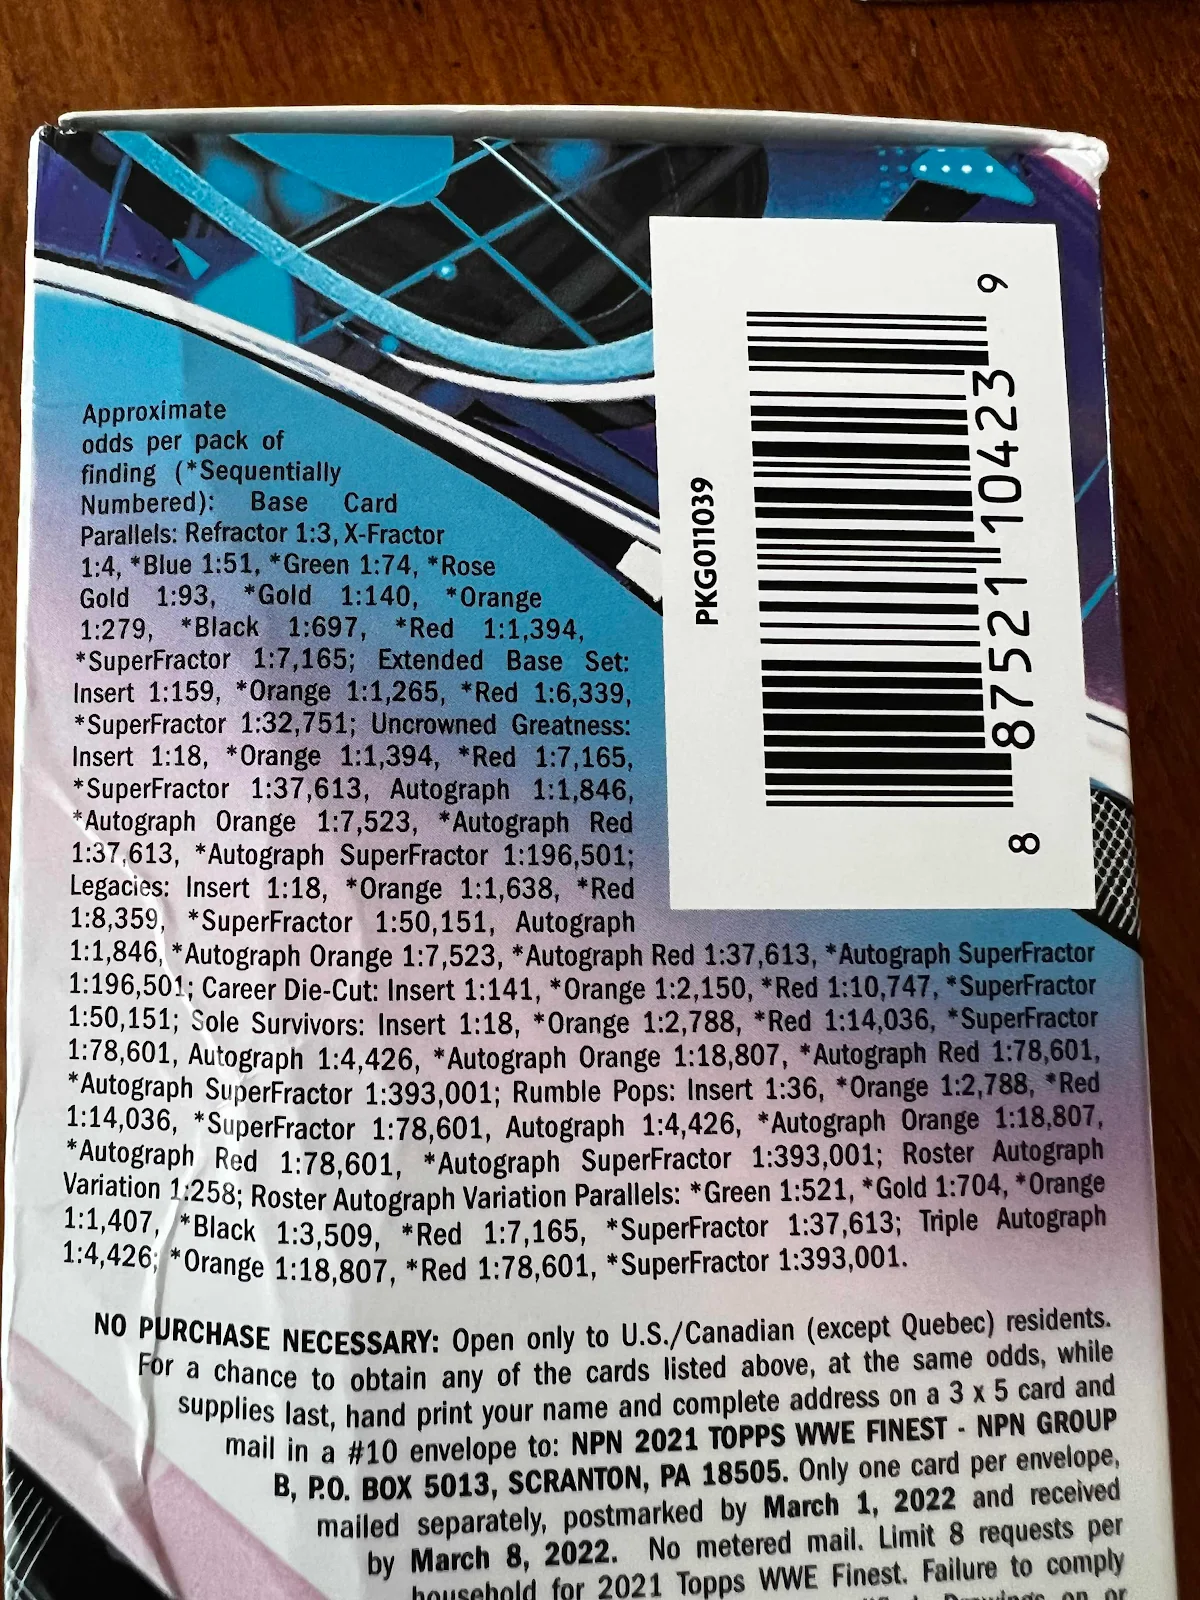 Approximate
odds per pack of
finding (*Sequentially
Numbered): Base Card
Parallels: Refractor 1:3, X-Fractor
1:4, *Blue 1:51, *Green 1:74, *Rose
Gold 1:93, *Gold 1:140, *Orange
1:279, *Black 1:697, *Red 1:1,394,
*SuperFractor 1:7,165; Extended Base Set:
Insert 1:159, *Orange 1:1,265, *Red 1:6,339,
*SuperFractor 1:32,751; Uncrowned Greatness:
Insert 1:18, *Orange 1:1,394, *Red 1:7,165,
*SuperFractor 1:37,613, Autograph 1:1,846,
*Autograph Orange 1:7,523, *Autograph Red
1:37,613, *Autograph SuperFractor 1:196,501;
Legacies: Insert 1:18, *Orange 1:1,638, *Red
1:8,359, *SuperFractor 1:50,151, Autograph
1:1,846, *Autograph Orange 1:7,523, *Autograph Red 1:37,613, *Autograph SuperFractor
1:196,501; Career Die-Cut: Insert 1:141, *Orange 1:2,150, *Red 1:10,747, *SuperFractor
1:50,151; Sole Survivors: Insert 1:18, *Orange 1:2,788, *Red 1:14,036, *SuperFractor
1:78,601, Autograph 1:4,426, *Autograph Orange 1:18,807, *Autograph Red 1:78,601,
*Autograph SuperFractor 1:393,001; Rumble Pops: Insert 1:36, *Orange 1:2,788, *Red
1:14,036, *SuperFractor 1:78,601, Autograph 1:4,426, *Autograph Orange 1:18,807,
*Autograph Red 1:78,601, *Autograph SuperFractor 1:393,001; Roster Autograph
Variation 1:258; Roster Autograph Variation Parallels: *Green 1:521, *Gold 1:704, *Orange
1:1,407, *Black 1:3,509, *Red 1:7,165, *SuperFractor 1:37,613; Triple Autograph
1:4,426; *Orange 1:18,807, *Red 1:78,601, *SuperFractor 1:393,001.
PKG011039
8 87521 10423 9
NO PURCHASE NECESSARY: Open only to U.S./Canadian (except Quebec) residents.
For a chance to obtain any of the cards listed above, at the same odds, while
supplies last, hand print your name and complete address on a 3 x 5 card and
mail in a #10 envelope to: NPN 2021 TOPPS WWE FINEST - NPN GROUP
B, P.O. BOX 5013, SCRANTON, PA 18505. Only one card per envelope,
mailed separately, postmarked by March 1, 2022 and received
by March 8, 2022. No metered mail. Limit 8 requests per
household for 2021 Topps WWE Finest. Failure to comply
Drawings on or